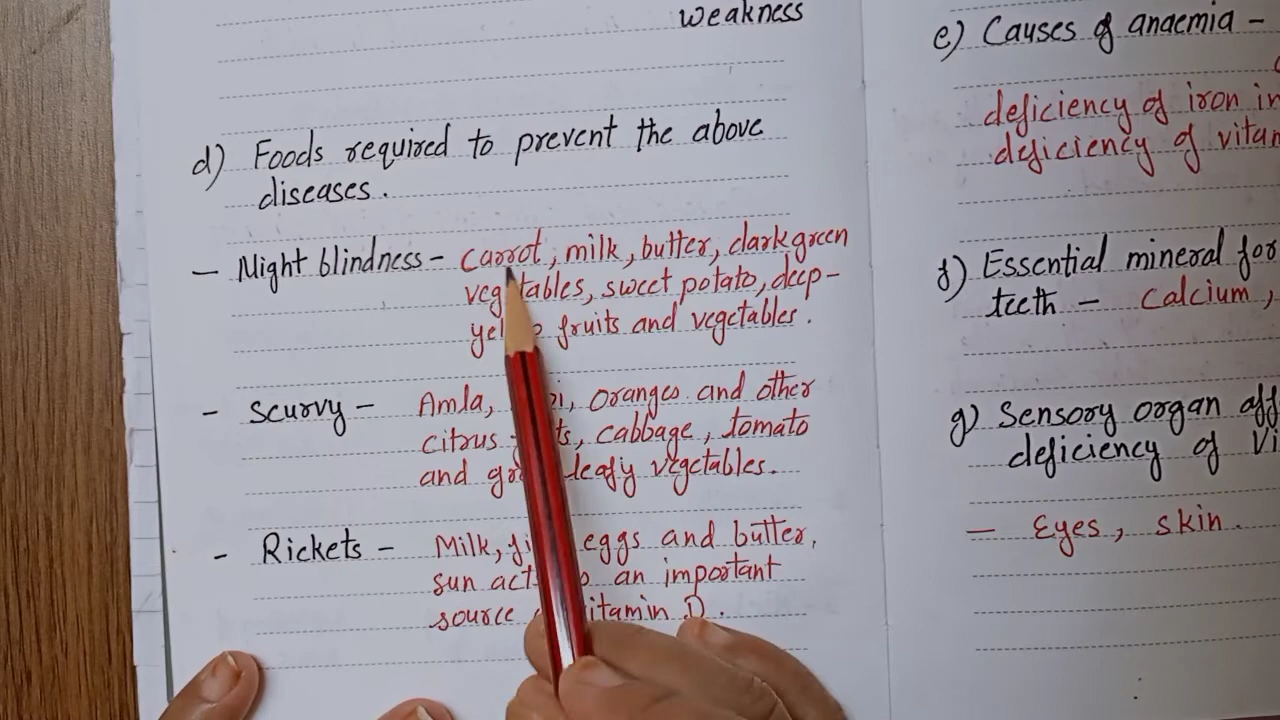 weakness
d) Foods required to prevent the above
diseases.
- Night blindness - carrot, milk, butter, dark green
vegetables, sweet potato, deep-
fruits and vegetables.
- Scurvy - Amla, oranges and other
citrus cabbage, tomato
and leafy vegetables.
- Rickets - Milk, eggs and butter,
sun an important
source vitamin D.
e) Causes of anaemia -
deficiency of iron in
deficiency of
f) Essential mineral for
teeth - Calcium,
g) Sensory organ
deficiency of
- Eyes, skin.